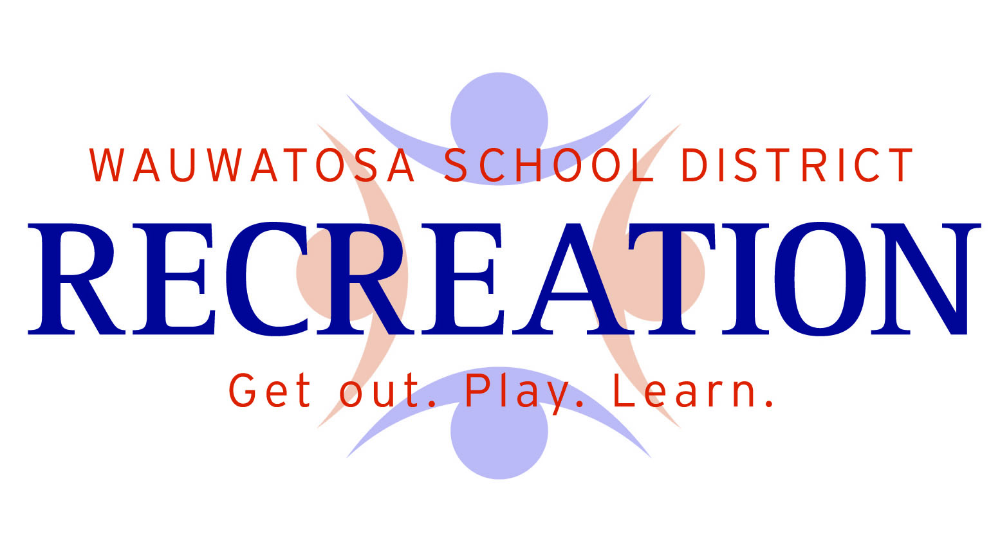 WAUWATOSA SCHOOL DISTRICT
RECREATION
Get out. Play. Learn.